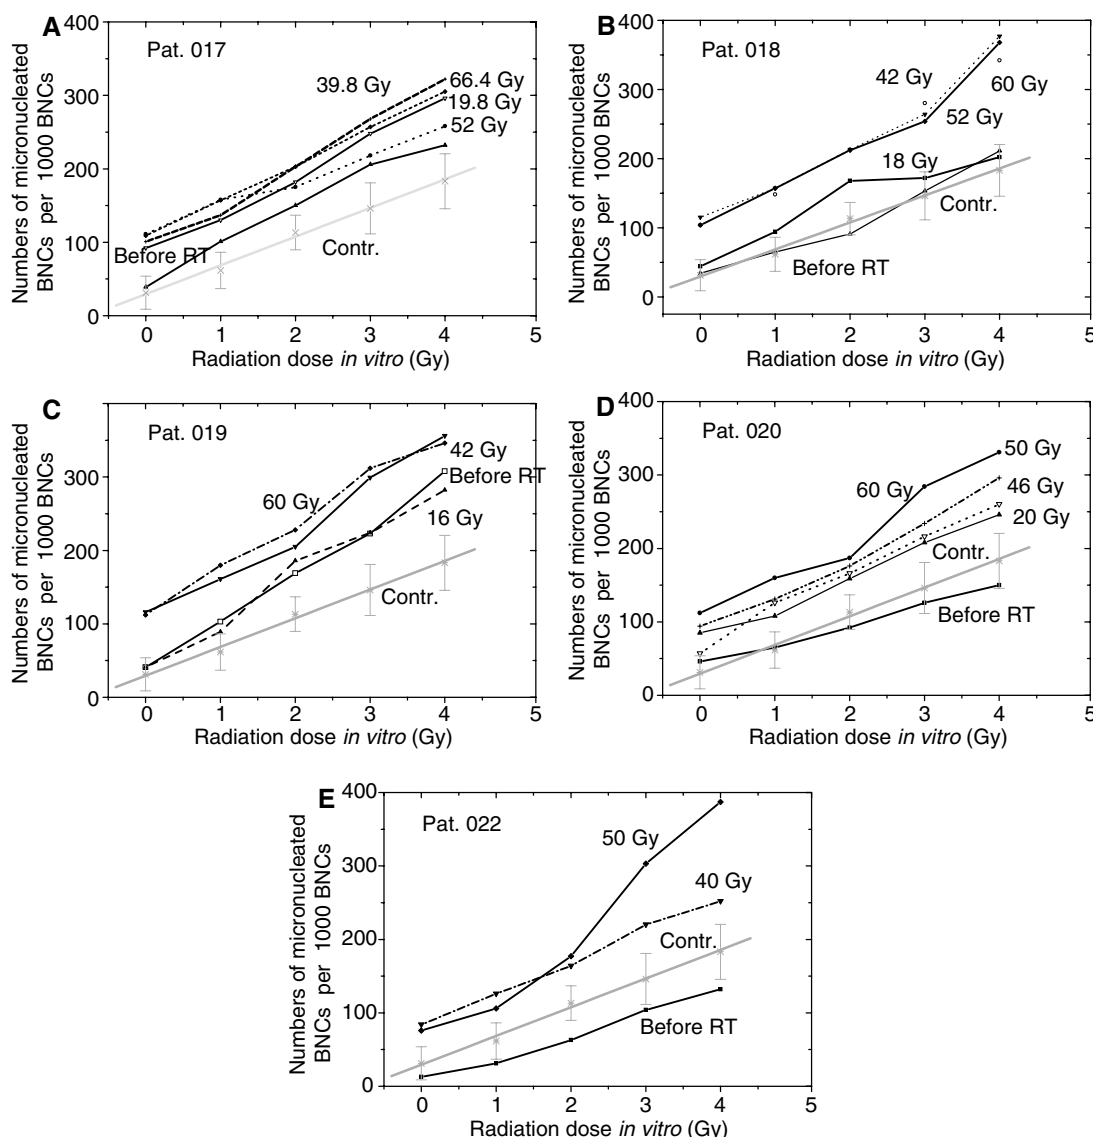 A
Pat. 017
Numbers of micronucleated
BNCs per 1000 BNCs
400
300
200
100
0
39.8 Gy
66.4 Gy
19.8 Gy
52 Gy
Before RT
Contr.
0 1 2 3 4 5
Radiation dose in vitro (Gy)
B
Pat. 018
Numbers of micronucleated
BNCs per 1000 BNCs
400
300
200
100
0
42 Gy
60 Gy
52 Gy
18 Gy
Contr.
Before RT
0 1 2 3 4 5
Radiation dose in vitro (Gy)
C
Pat. 019
Numbers of micronucleated
BNCs per 1000 BNCs
300
200
100
0
42 Gy
Before RT
60 Gy
16 Gy
Contr.
0 1 2 3 4 5
Radiation dose in vitro (Gy)
D
Pat. 020
Numbers of micronucleated
BNCs per 1000 BNCs
400
300
200
100
0
50 Gy
60 Gy
46 Gy
20 Gy
Contr.
Before RT
0 1 2 3 4 5
Radiation dose in vitro (Gy)
E
Pat. 022
Numbers of micronucleated
BNCs per 1000 BNCs
400
300
200
100
0
50 Gy
40 Gy
Contr.
Before RT
0 1 2 3 4 5
Radiation dose in vitro (Gy)